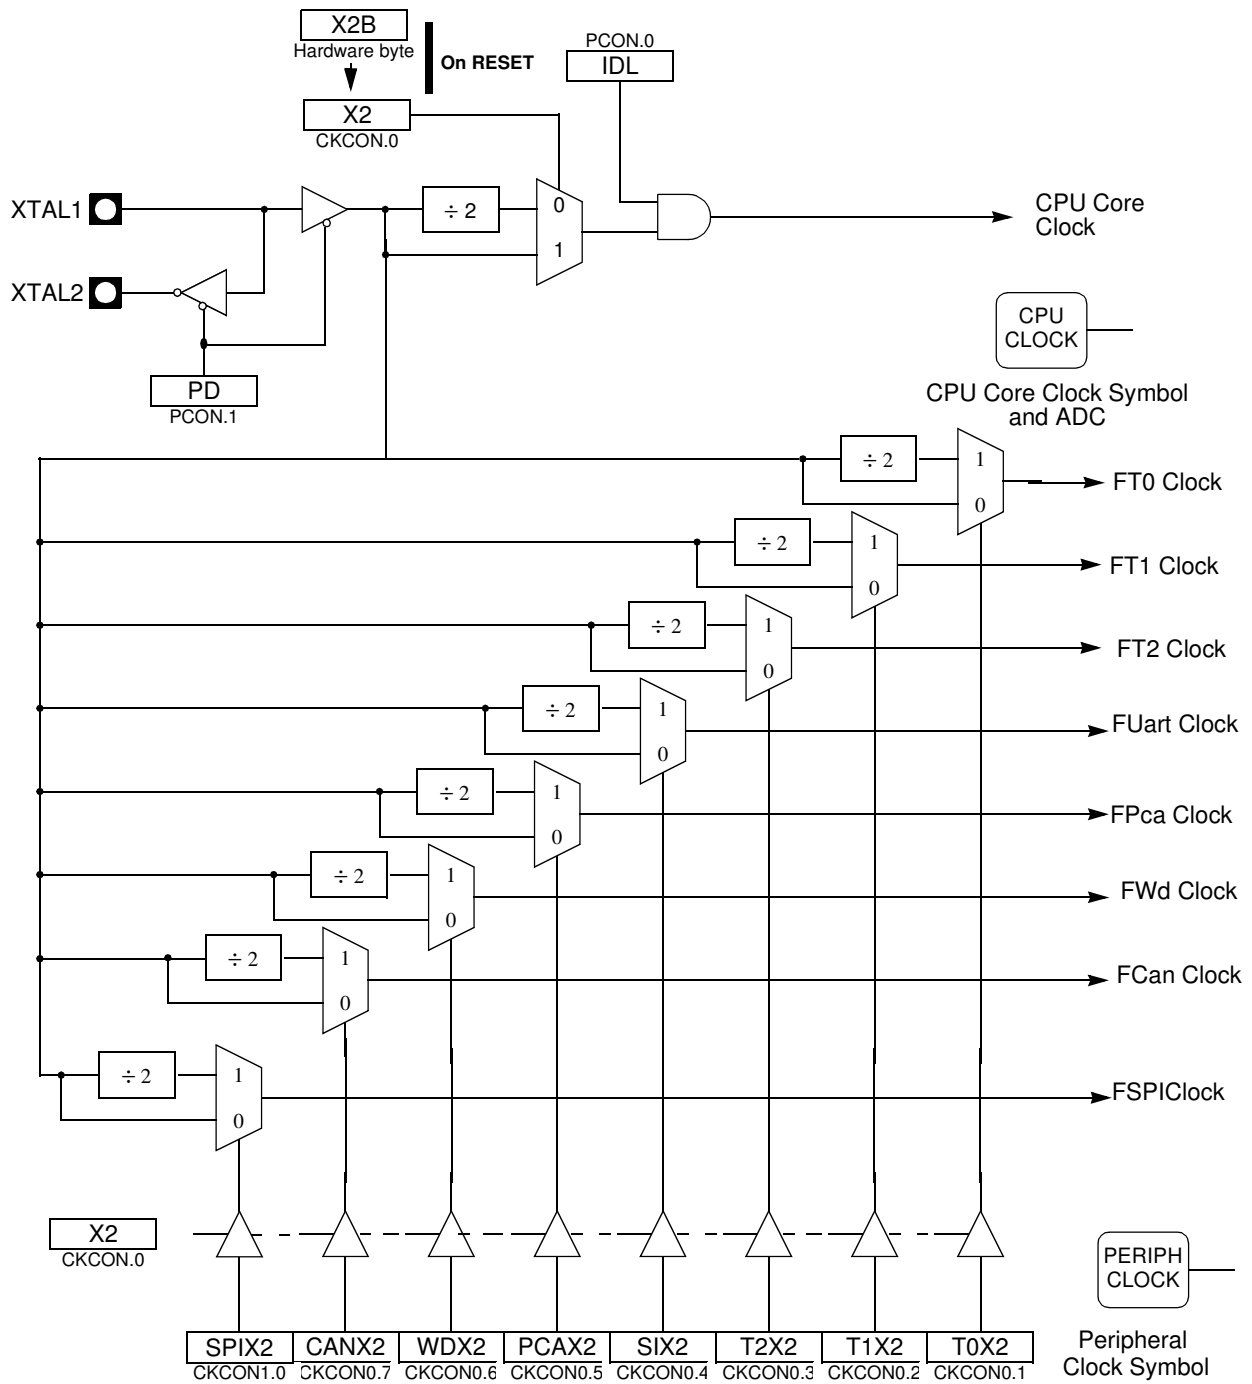 X2B
Hardware byte
On RESET
PCON.0
IDL
X2
CKCON.0
XTAL1
÷ 2
0
1
CPU Core
Clock
XTAL2
CPU
CLOCK
PD
PCON.1
CPU Core Clock Symbol
and ADC
÷ 2
1
0
FT0 Clock
÷ 2
1
0
FT1 Clock
÷ 2
1
0
FT2 Clock
÷ 2
1
0
FUart Clock
÷ 2
1
0
FPca Clock
÷ 2
1
0
FWd Clock
÷ 2
1
0
FCan Clock
÷ 2
1
0
FSPIClock
X2
CKCON.0
PERIPH
CLOCK
SPIX2 CANX2 WDX2 PCAX2 SIX2 T2X2 T1X2 T0X2
CKCON1.0 CKCON0.7 CKCON0.6 CKCON0.5 CKCON0.4 CKCON0.3 CKCON0.2 CKCON0.1
Peripheral
Clock Symbol